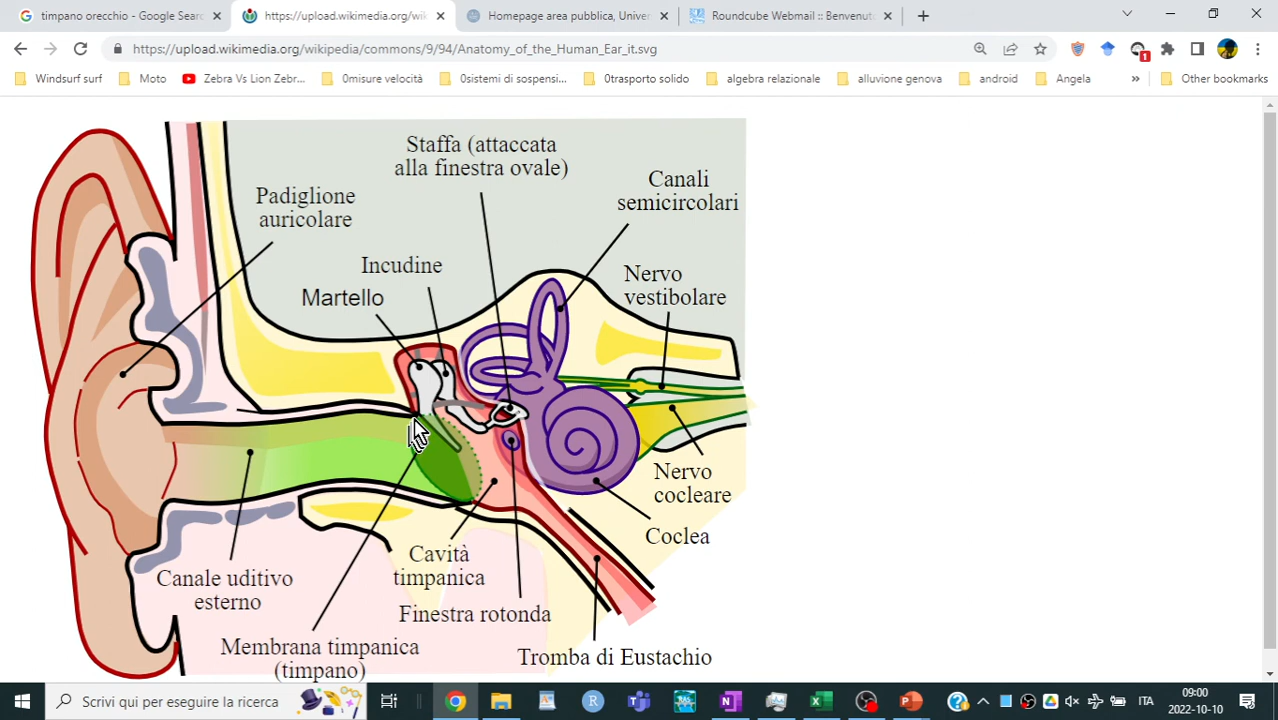 timpano orecchio - Google Sear
https://upload.wikimedia.org/wiki
Homepage area pubblica, Univer
Roundcube Webmail :: Benvenut
https://upload.wikimedia.org/wikipedia/commons/9/94/Anatomy_of_the_Human_Ear_it.svg
1
Windsurf surf
Moto
Zebra Vs Lion Zebr...
0misure velocità
0sistemi di sospensi...
0trasporto solido
algebra relazionale
alluvione genova
android
Angela
»
Other bookmarks
Staffa (attaccata
alla finestra ovale)
Canali
semicircolari
Padiglione
auricolare
Incudine
Nervo
vestibolare
Martello
Nervo
cocleare
Coclea
Cavità
timpanica
Canale uditivo
esterno
Finestra rotonda
Membrana timpanica
(timpano)
Tromba di Eustachio
Scrivi qui per eseguire la ricerca
ITA
09:00
2022-10-10